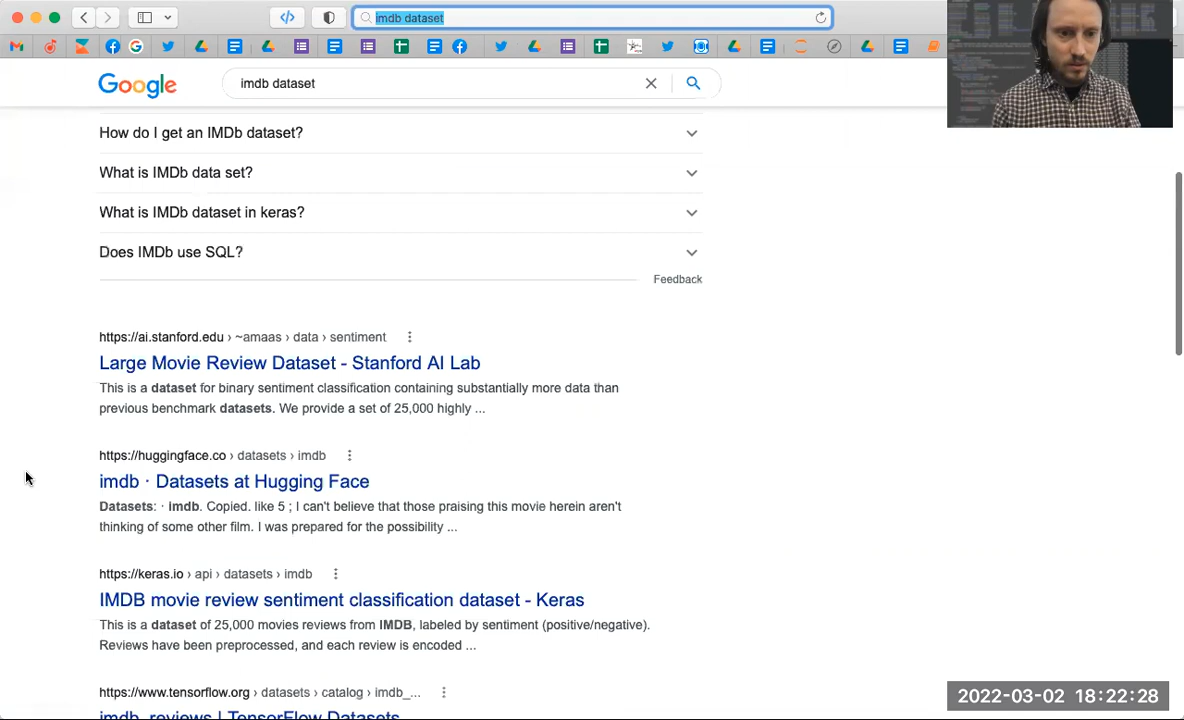 imdb dataset
Google
imdb dataset
How do I get an IMDb dataset?
What is IMDb data set?
What is IMDb dataset in keras?
Does IMDb use SQL?
Feedback
https://ai.stanford.edu › ~amaas › data › sentiment
Large Movie Review Dataset - Stanford AI Lab
This is a dataset for binary sentiment classification containing substantially more data than
previous benchmark datasets. We provide a set of 25,000 highly ...
https://huggingface.co › datasets › imdb
imdb · Datasets at Hugging Face
Datasets: · imdb. Copied. like 5 ; I can't believe that those praising this movie herein aren't
thinking of some other film. I was prepared for the possibility ...
https://keras.io › api › datasets › imdb
IMDB movie review sentiment classification dataset - Keras
This is a dataset of 25,000 movies reviews from IMDB, labeled by sentiment (positive/negative).
Reviews have been preprocessed, and each review is encoded ...
https://www.tensorflow.org › datasets › catalog › imdb_...
imdb_reviews | TensorFlow Datasets
2022-03-02 18:22:28